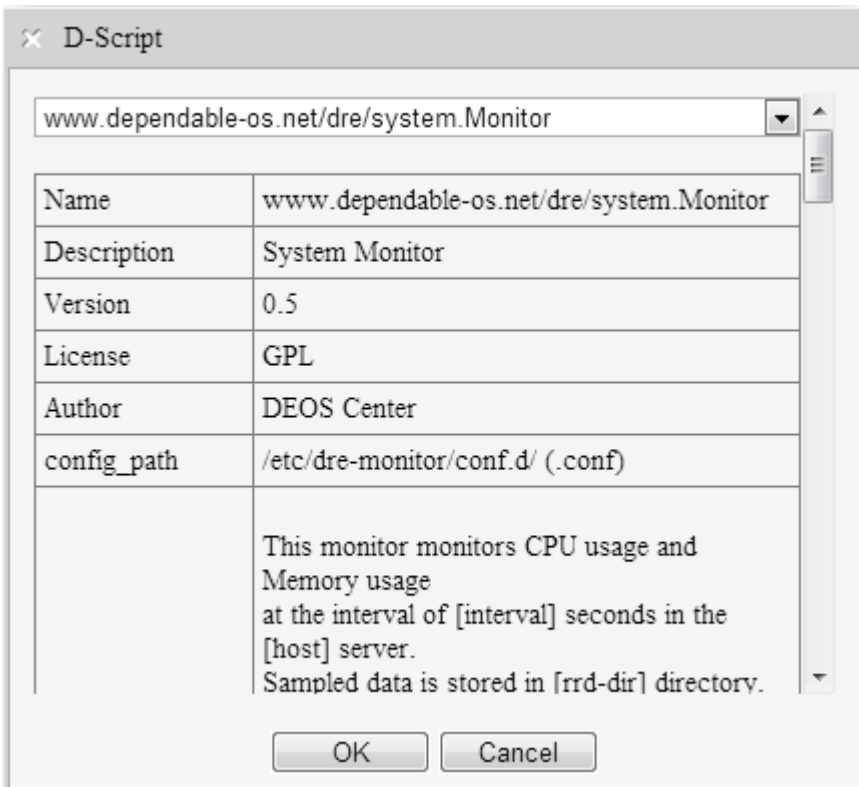 D-Script
www.dependable-os.net/dre/system.Monitor
Name www.dependable-os.net/dre/system.Monitor
Description System Monitor
Version 0.5
License GPL
Author DEOS Center
config_path /etc/dre-monitor/conf.d/ (.conf)
This monitor monitors CPU usage and
Memory usage
at the interval of [interval] seconds in the
[host] server.
Sampled data is stored in [rrd-dir] directory.
OK Cancel